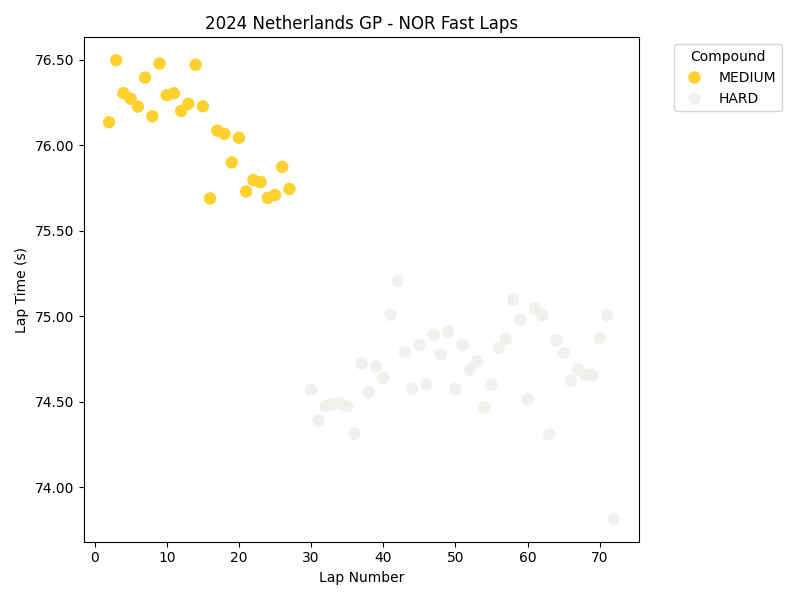 2024 Netherlands GP - NOR Fast Laps
Compound
MEDIUM
HARD
76.50
76.00
75.50
75.00
74.50
74.00
Lap Time (s)
0 10 20 30 40 50 60 70
Lap Number